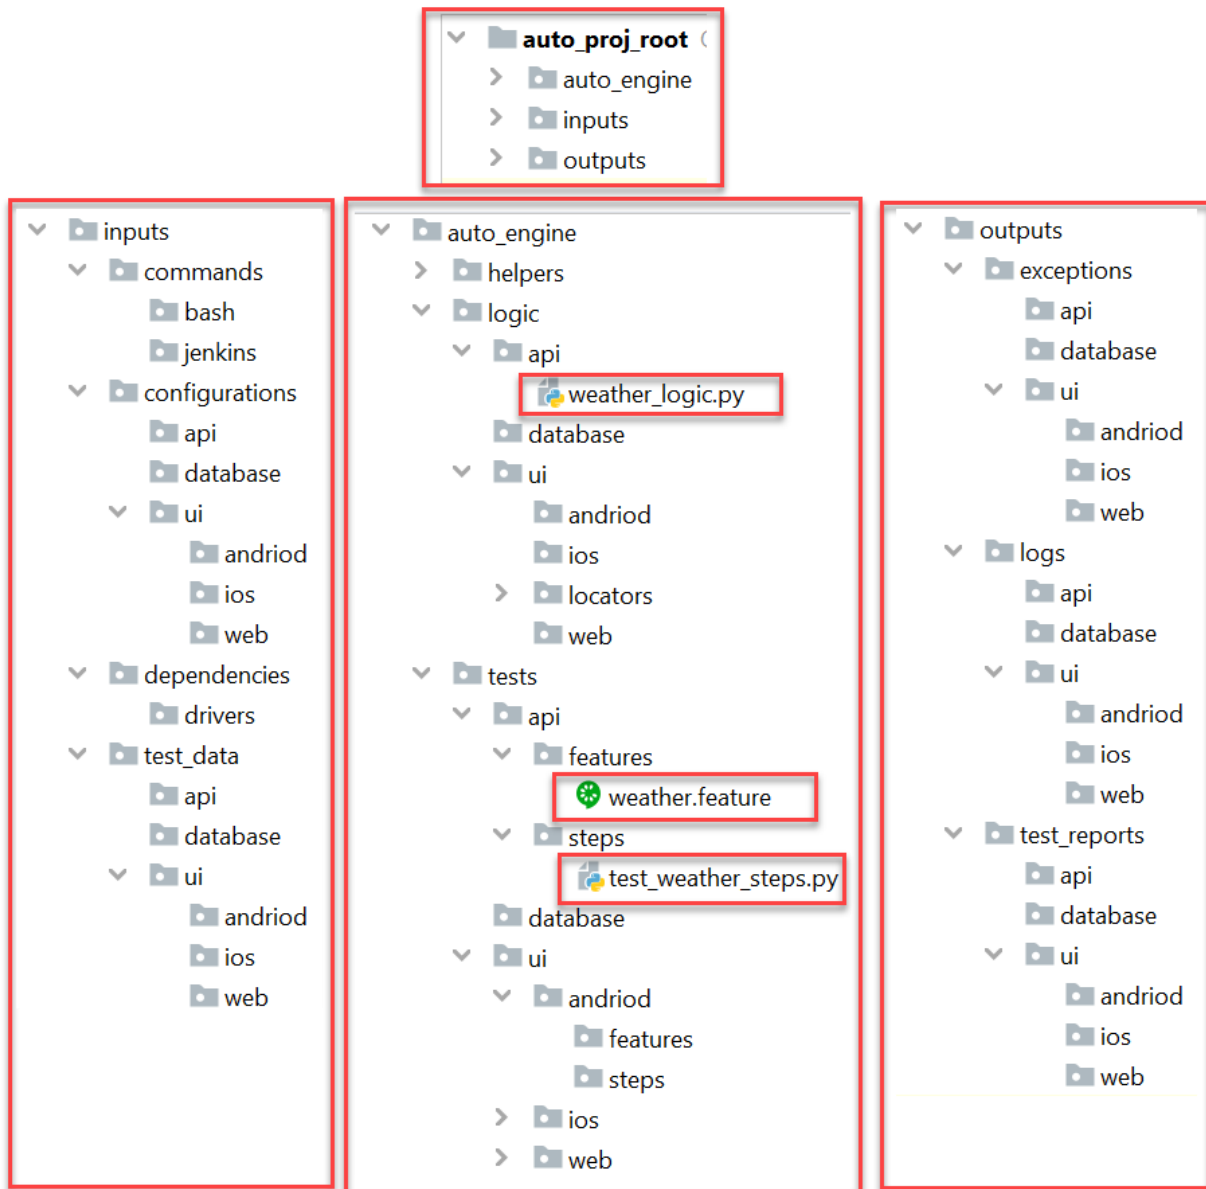 auto_proj_root
auto_engine
inputs
outputs
inputs
commands
bash
jenkins
configurations
api
database
ui
andriod
ios
web
dependencies
drivers
test_data
api
database
ui
andriod
ios
web
auto_engine
helpers
logic
api
weather_logic.py
database
ui
andriod
ios
locators
web
tests
api
features
weather.feature
steps
test_weather_steps.py
database
ui
andriod
features
steps
ios
web
outputs
exceptions
api
database
ui
andriod
ios
web
logs
api
database
ui
andriod
ios
web
test_reports
api
database
ui
andriod
ios
web